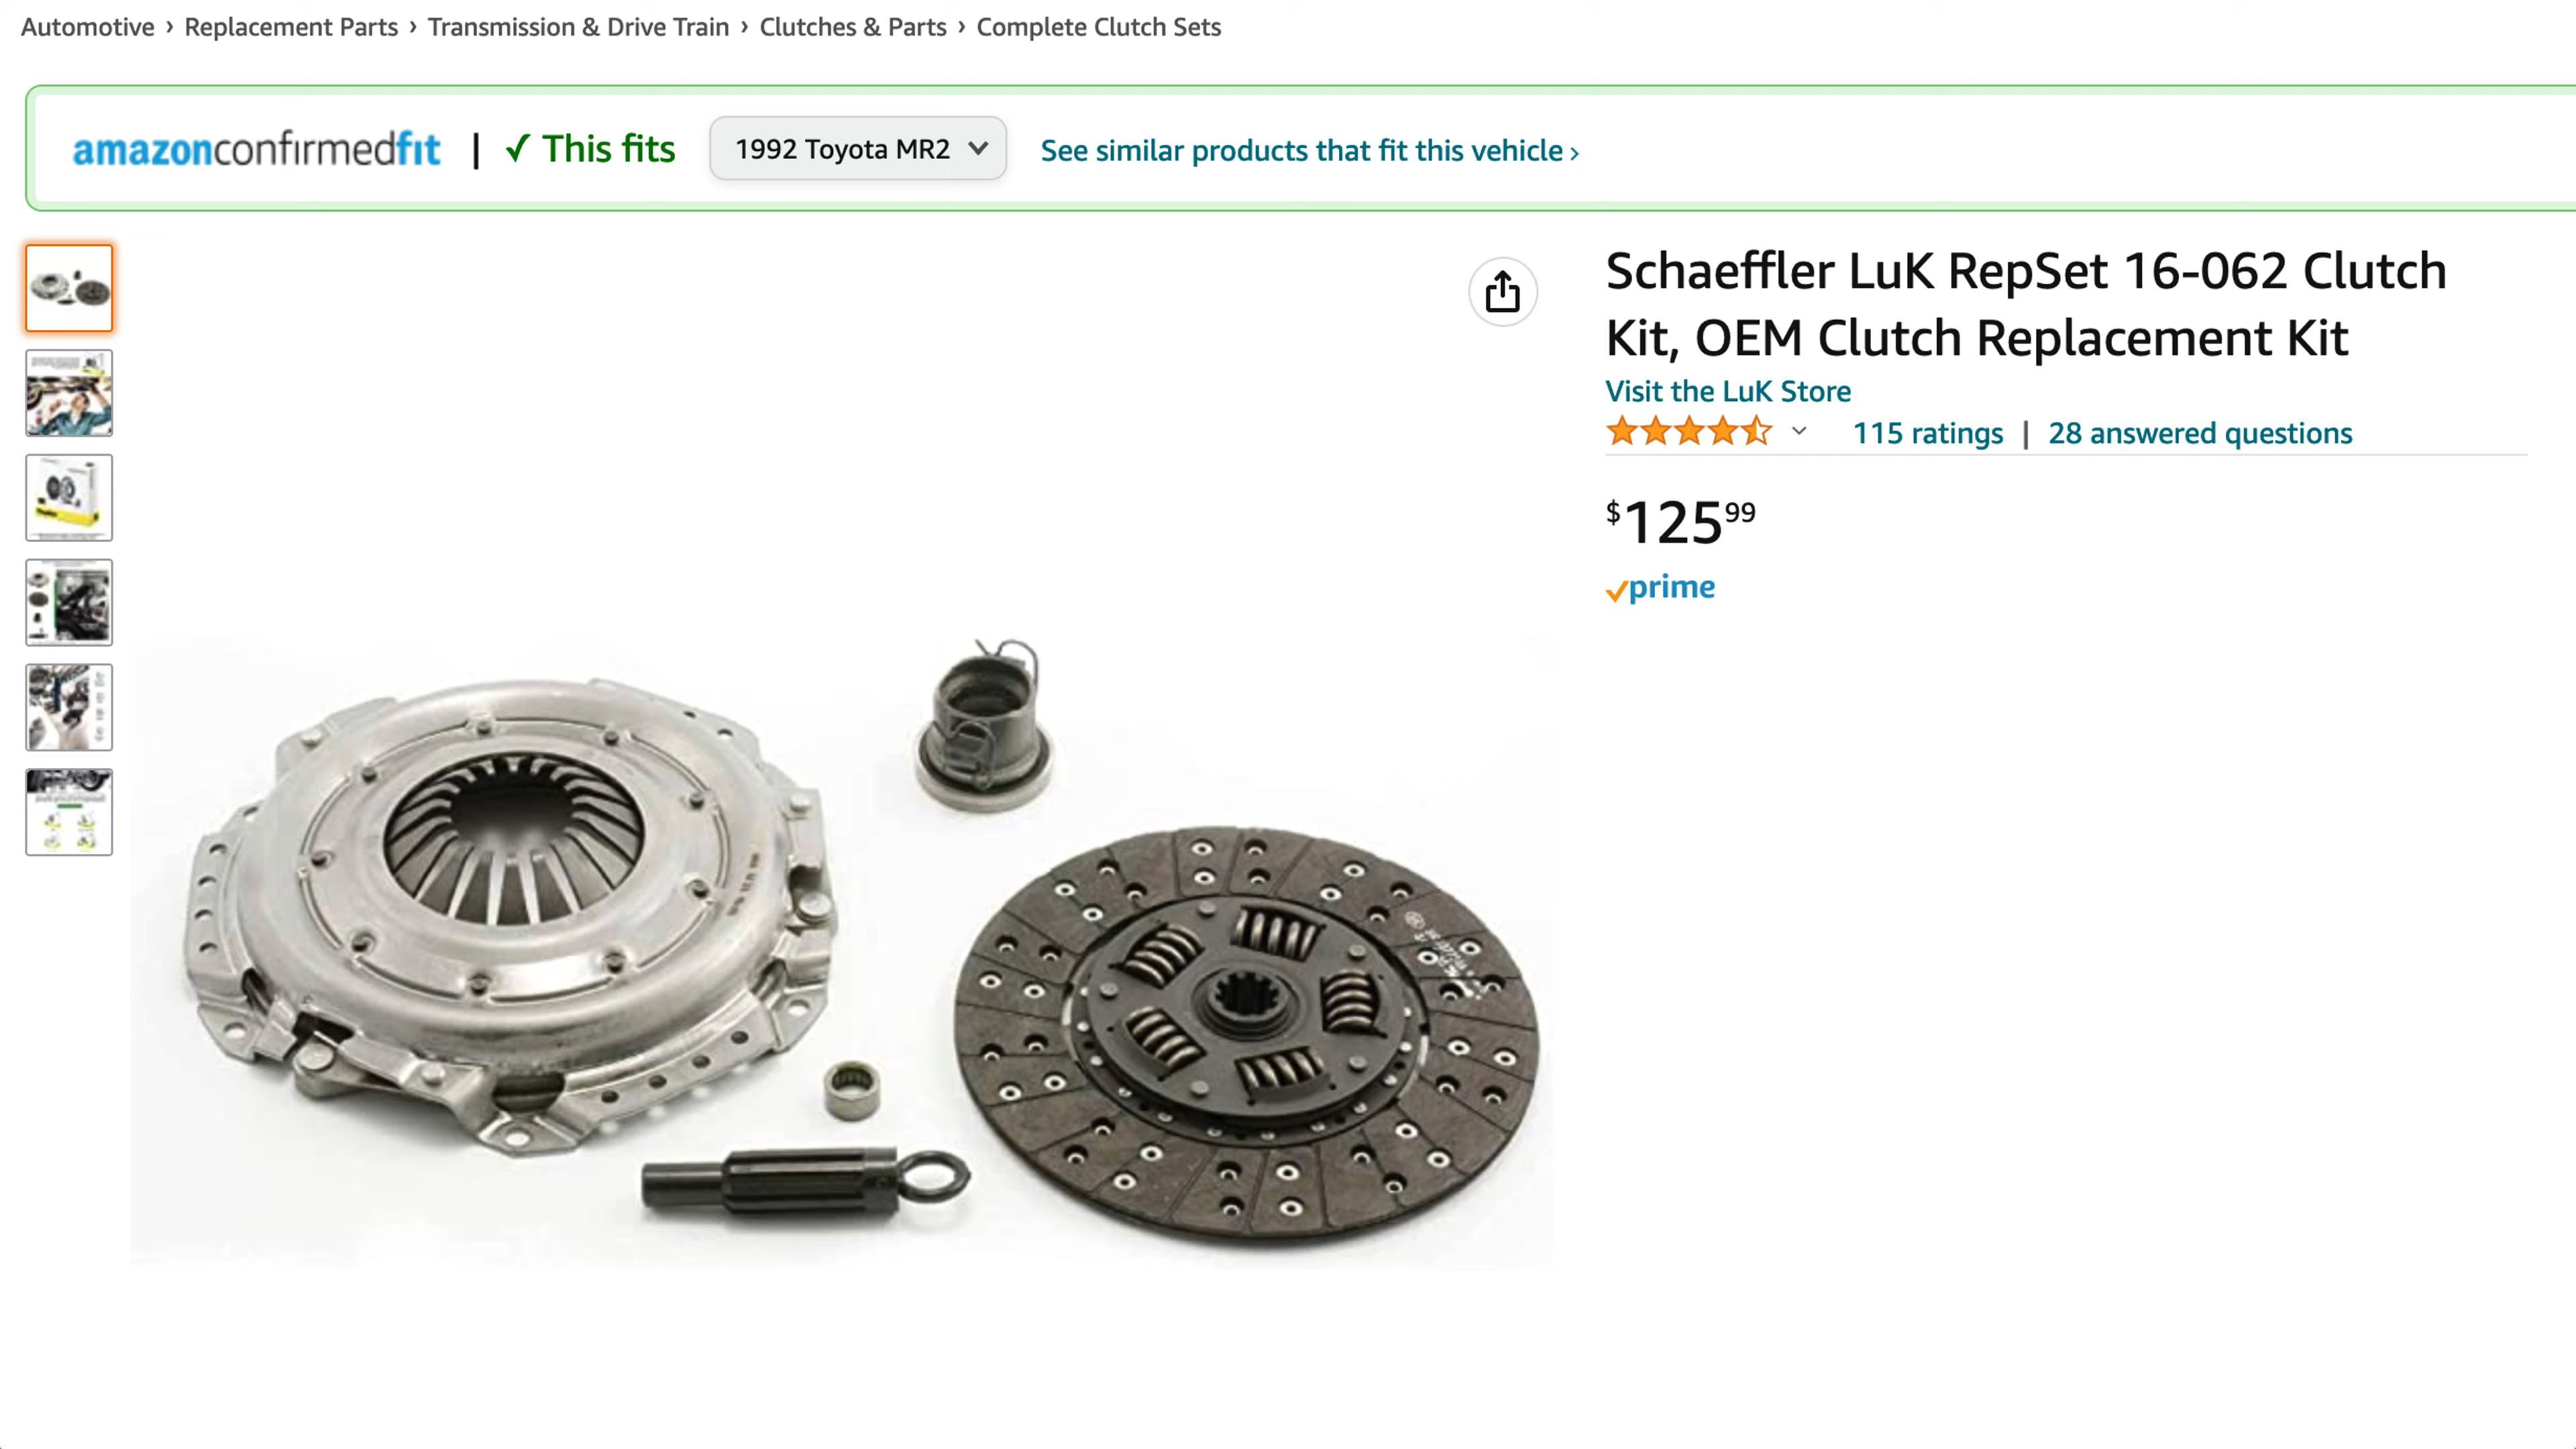 Automotive › Replacement Parts › Transmission & Drive Train › Clutches & Parts › Complete Clutch Sets
amazonconfirmedfit | ✓ This fits 1992 Toyota MR2 See similar products that fit this vehicle ›
Schaeffler LuK RepSet 16-062 Clutch
Kit, OEM Clutch Replacement Kit
Visit the LuK Store
115 ratings | 28 answered questions
$125 99
prime